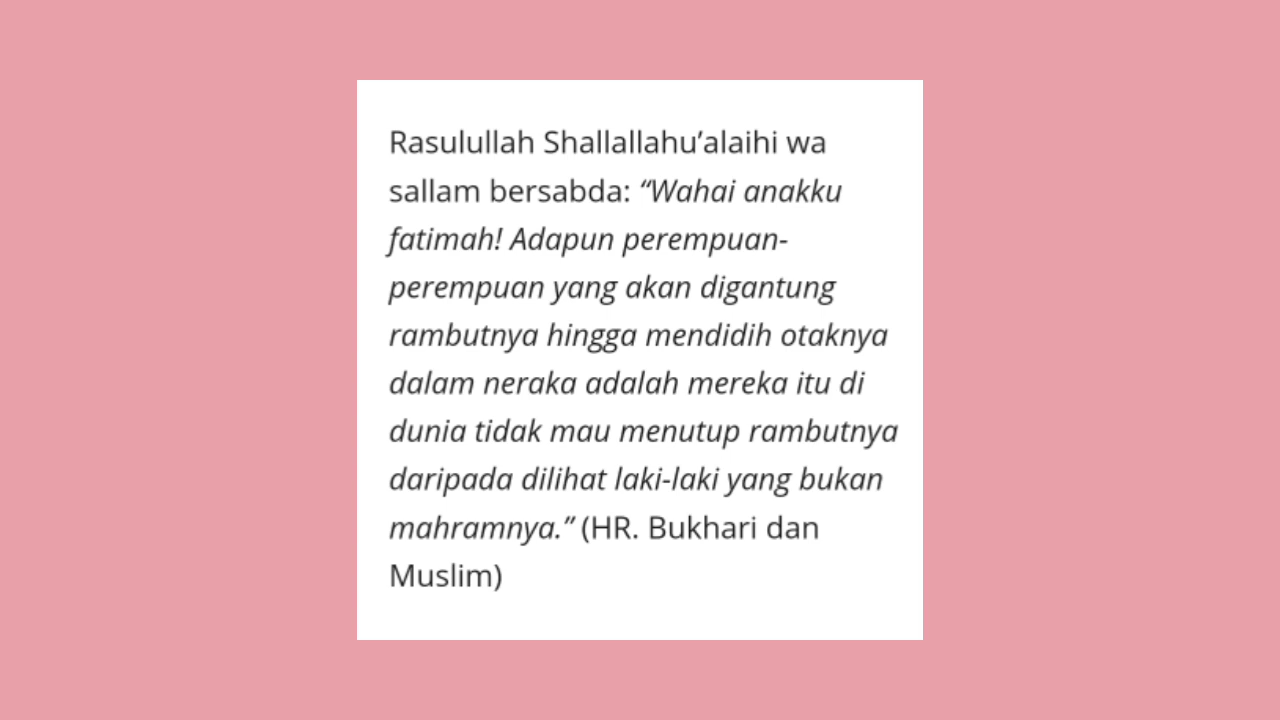 Rasulullah Shallallahu’alaihi wa
sallam bersabda: “Wahai anakku
fatimah! Adapun perempuan-
perempuan yang akan digantung
rambutnya hingga mendidih otaknya
dalam neraka adalah mereka itu di
dunia tidak mau menutup rambutnya
daripada dilihat laki-laki yang bukan
mahramnya.” (HR. Bukhari dan
Muslim)